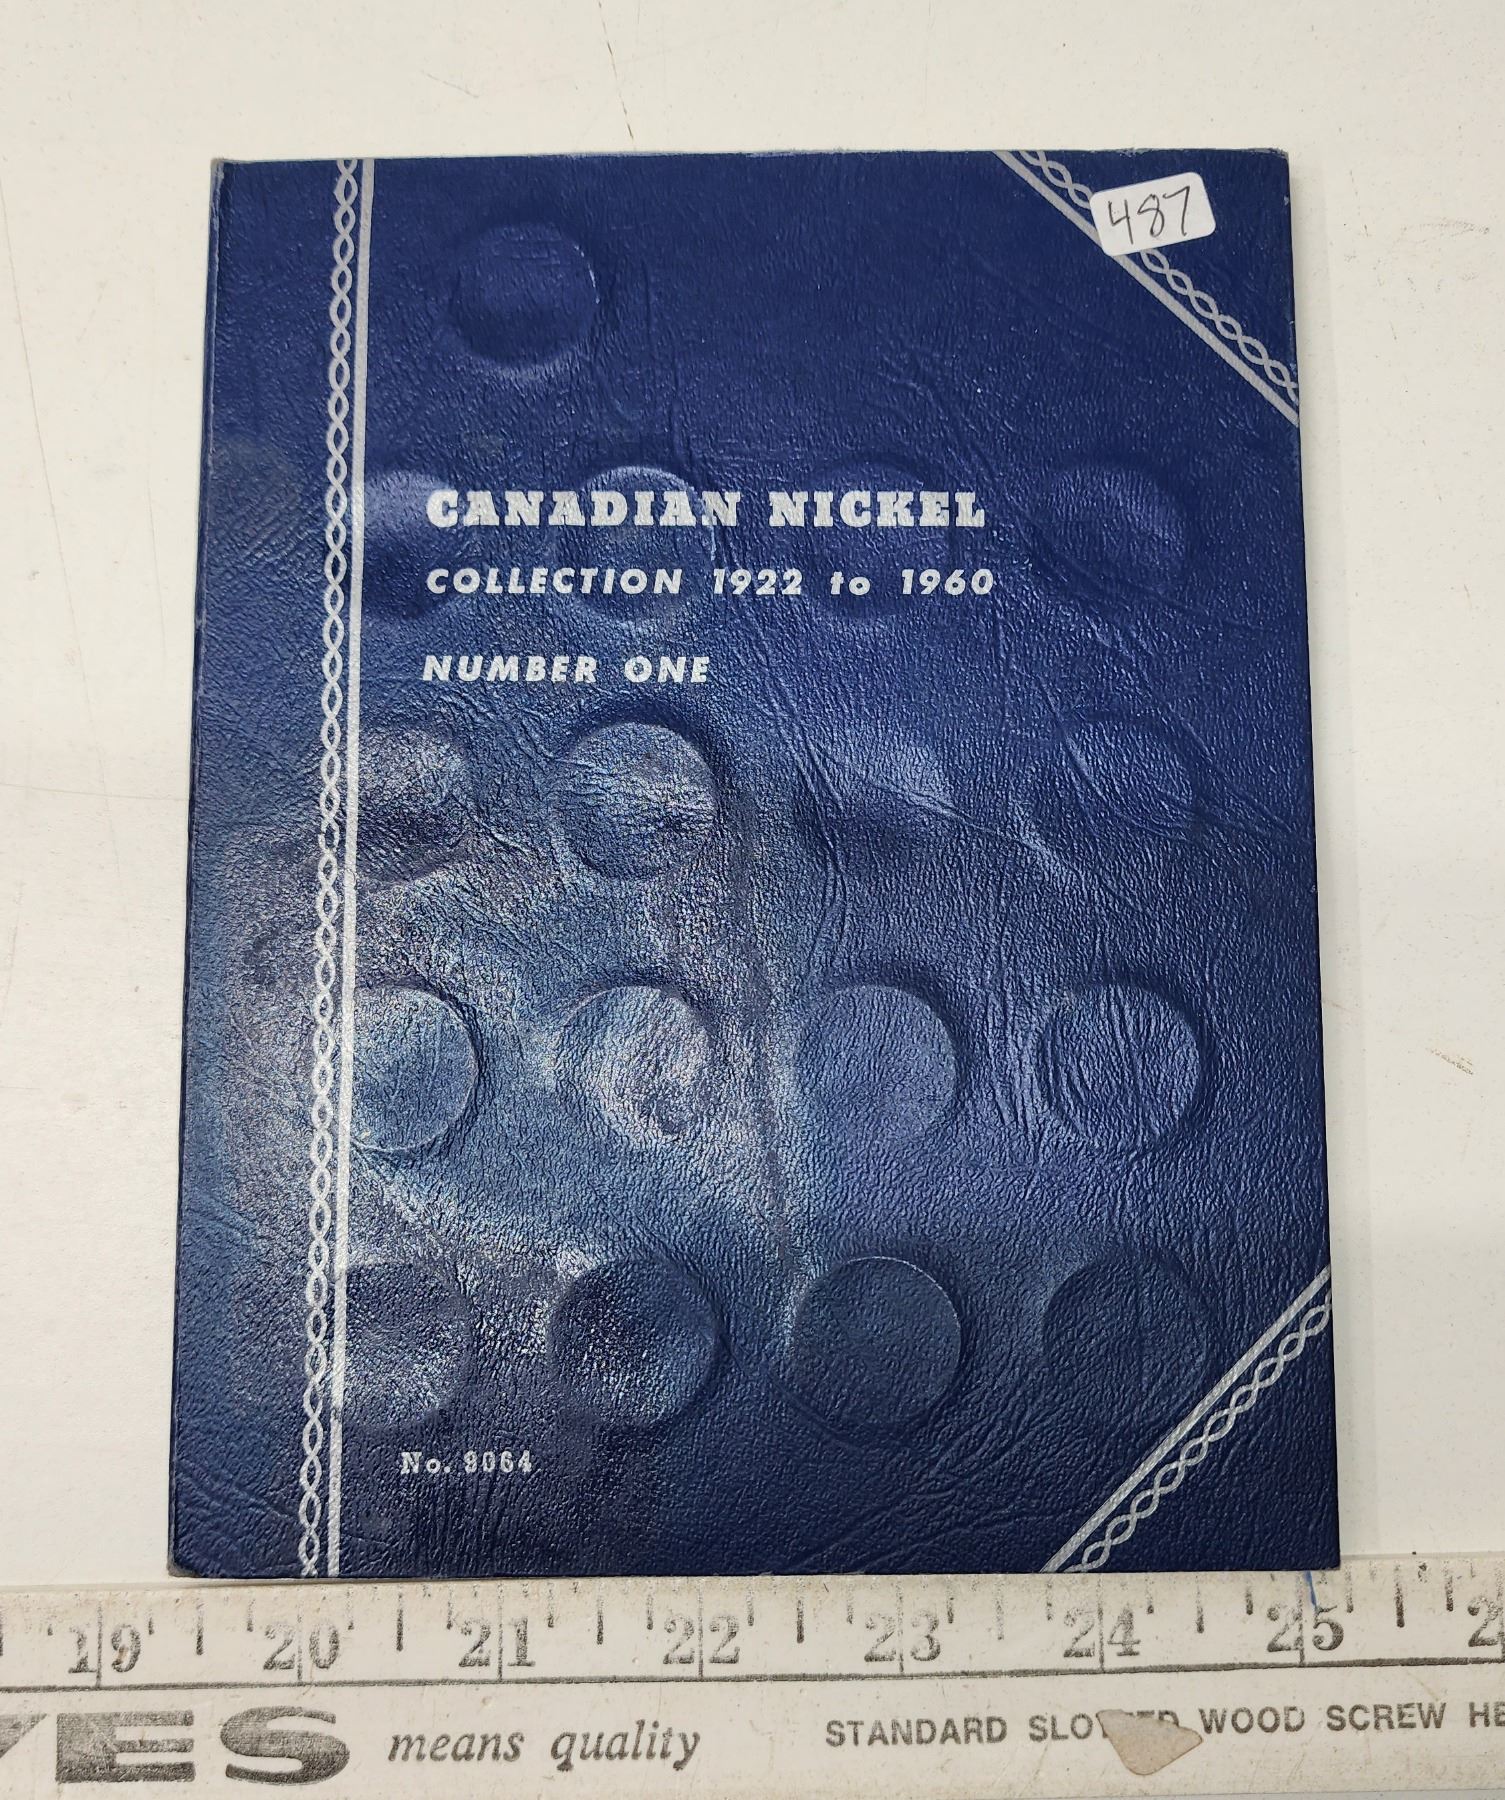 487
CANADIAN NICKEL
COLLECTION 1922 to 1960
NUMBER ONE
No. 9064
19 20 21 22 23 24 25
YES means quality STANDARD WOOD SCREW